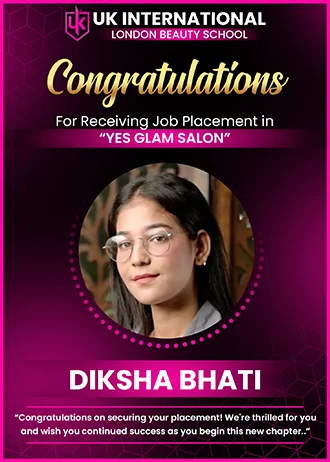 UK INTERNATIONAL
LONDON BEAUTY SCHOOL
Congratulations
For Receiving Job Placement in
“YES GLAM SALON”
DIKSHA BHATI
“Congratulations on securing your placement! We're thrilled for you
and wish you continued success as you begin this new chapter..“